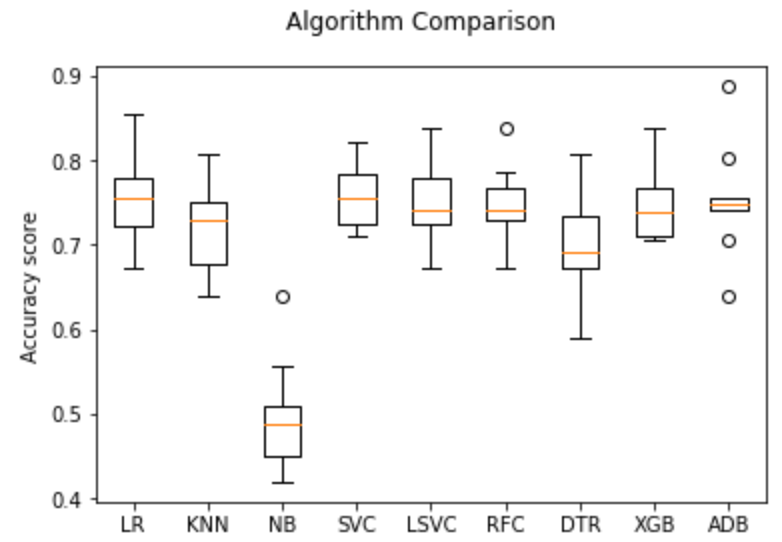 Algorithm Comparison
0.9
0.8
0.7
0.6
0.5
0.4
Accuracy score
LR KNN NB SVC LSVC RFC DTR XGB ADB